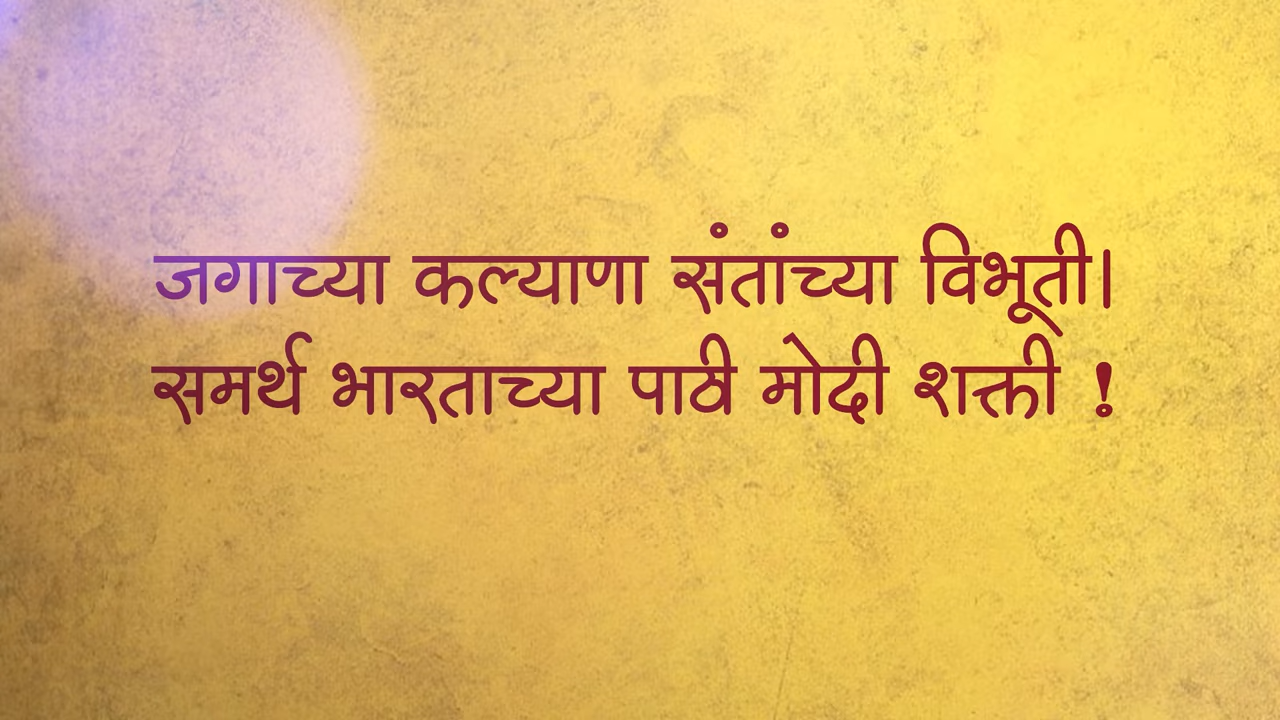 जगाच्या कल्याणा संतांच्या विभूती|
समर्थ भारताच्या पाठी मोदी शक्ती !